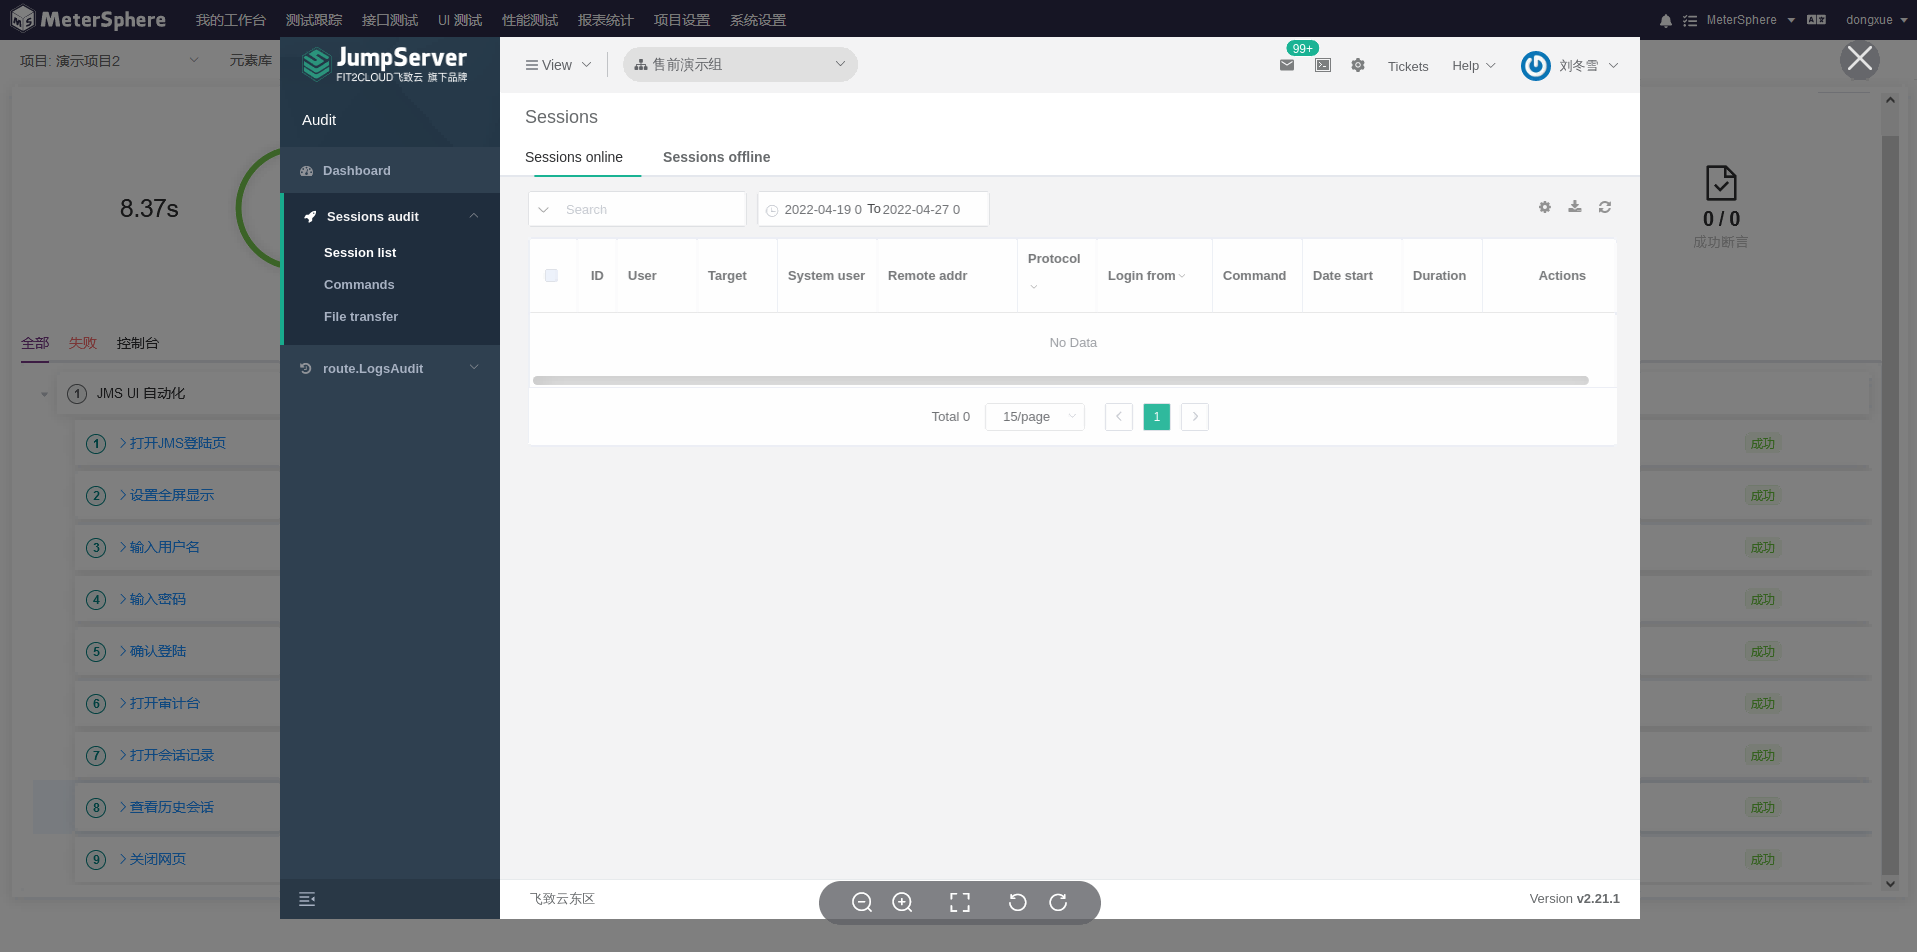 MeterSphere 我的工作台 测试跟踪 接口测试 UI 测试 性能测试 报表统计 项目设置 系统设置 MeterSphere dongxue
项目: 演示项目2 元素库
JumpServer
FIT2CLOUD飞致云 旗下品牌
View 售前演示组 99+ Tickets Help 刘冬雪
Audit
Dashboard
Sessions audit
Session list
Commands
File transfer
route.LogsAudit
Sessions
Sessions online Sessions offline
Search 2022-04-19 0 To 2022-04-27 0
ID User Target System user Remote addr Protocol Login from Command Date start Duration Actions
No Data
Total 0 15/page 1
飞致云东区 Version v2.21.1
8.37s
0 / 0
成功断言
全部 失败 控制台
1 JMS UI 自动化
1 打开JMS登陆页 成功
2 设置全屏显示 成功
3 输入用户名 成功
4 输入密码 成功
5 确认登陆 成功
6 打开审计台 成功
7 打开会话记录 成功
8 查看历史会话 成功
9 关闭网页 成功